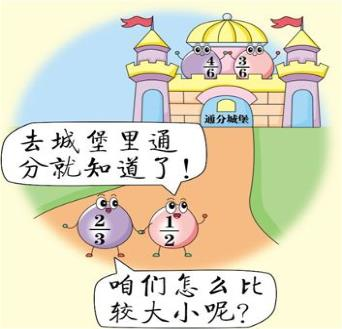 4/6 3/6
通分城堡
去城堡里通
分就知道了！
2/3 1/2
咱们怎么比
较大小呢？